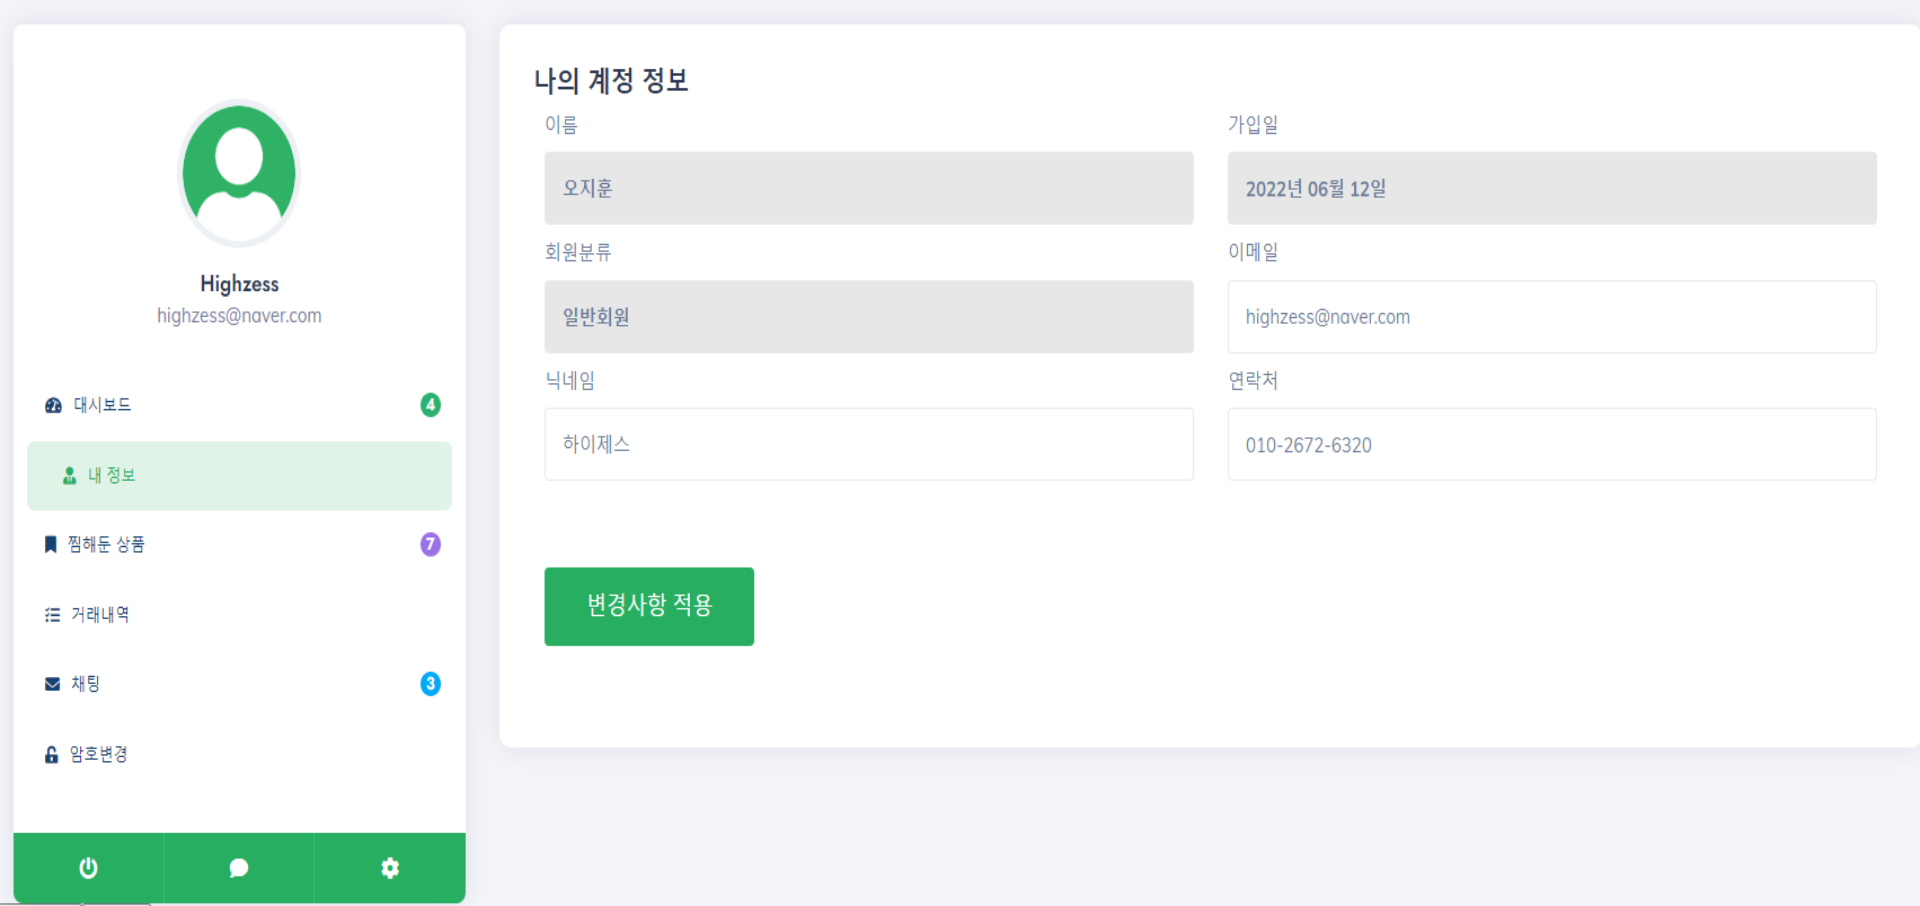 Highzess
highzess@naver.com
대시보드 4
내 정보
찜해둔 상품 7
거래내역
채팅 3
암호변경
나의 계정 정보
이름
오지훈
가입일
2022년 06월 12일
회원분류
일반회원
이메일
highzess@naver.com
닉네임
하이제스
연락처
010-2672-6320
변경사항 적용